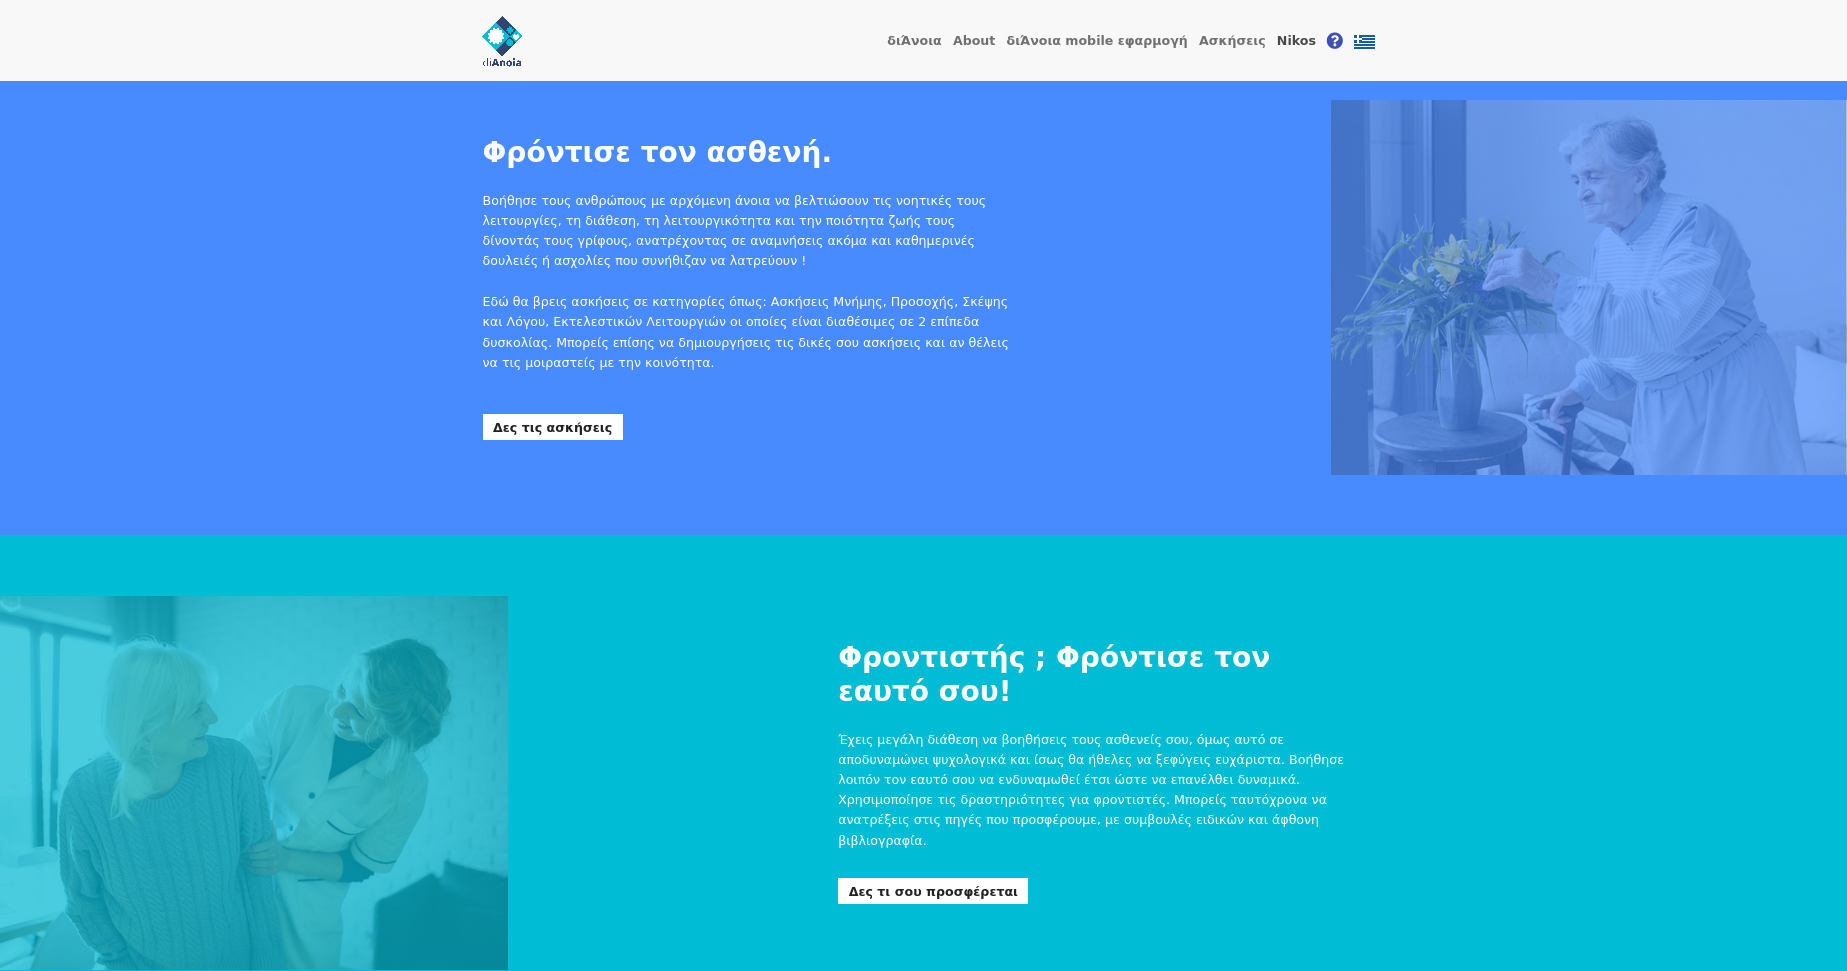 diAnoia
διΆνοια About διΆνοια mobile εφαρμογή Ασκήσεις Nikos
Φρόντισε τον ασθενή.
Βοήθησε τους ανθρώπους με αρχόμενη άνοια να βελτιώσουν τις νοητικές τους
λειτουργίες, τη διάθεση, τη λειτουργικότητα και την ποιότητα ζωής τους
δίνοντάς τους γρίφους, ανατρέχοντας σε αναμνήσεις ακόμα και καθημερινές
δουλειές ή ασχολίες που συνήθιζαν να λατρεύουν !
Εδώ θα βρεις ασκήσεις σε κατηγορίες όπως: Ασκήσεις Μνήμης, Προσοχής, Σκέψης
και Λόγου, Εκτελεστικών Λειτουργιών οι οποίες είναι διαθέσιμες σε 2 επίπεδα
δυσκολίας. Μπορείς επίσης να δημιουργήσεις τις δικές σου ασκήσεις και αν θέλεις
να τις μοιραστείς με την κοινότητα.
Δες τις ασκήσεις
Φροντιστής ; Φρόντισε τον
εαυτό σου!
Έχεις μεγάλη διάθεση να βοηθήσεις τους ασθενείς σου, όμως αυτό σε
αποδυναμώνει ψυχολογικά και ίσως θα ήθελες να ξεφύγεις ευχάριστα. Βοήθησε
λοιπόν τον εαυτό σου να ενδυναμωθεί έτσι ώστε να επανέλθει δυναμικά.
Χρησιμοποίησε τις δραστηριότητες για φροντιστές. Μπορείς ταυτόχρονα να
ανατρέξεις στις πηγές που προσφέρουμε, με συμβουλές ειδικών και άφθονη
βιβλιογραφία.
Δες τι σου προσφέρεται